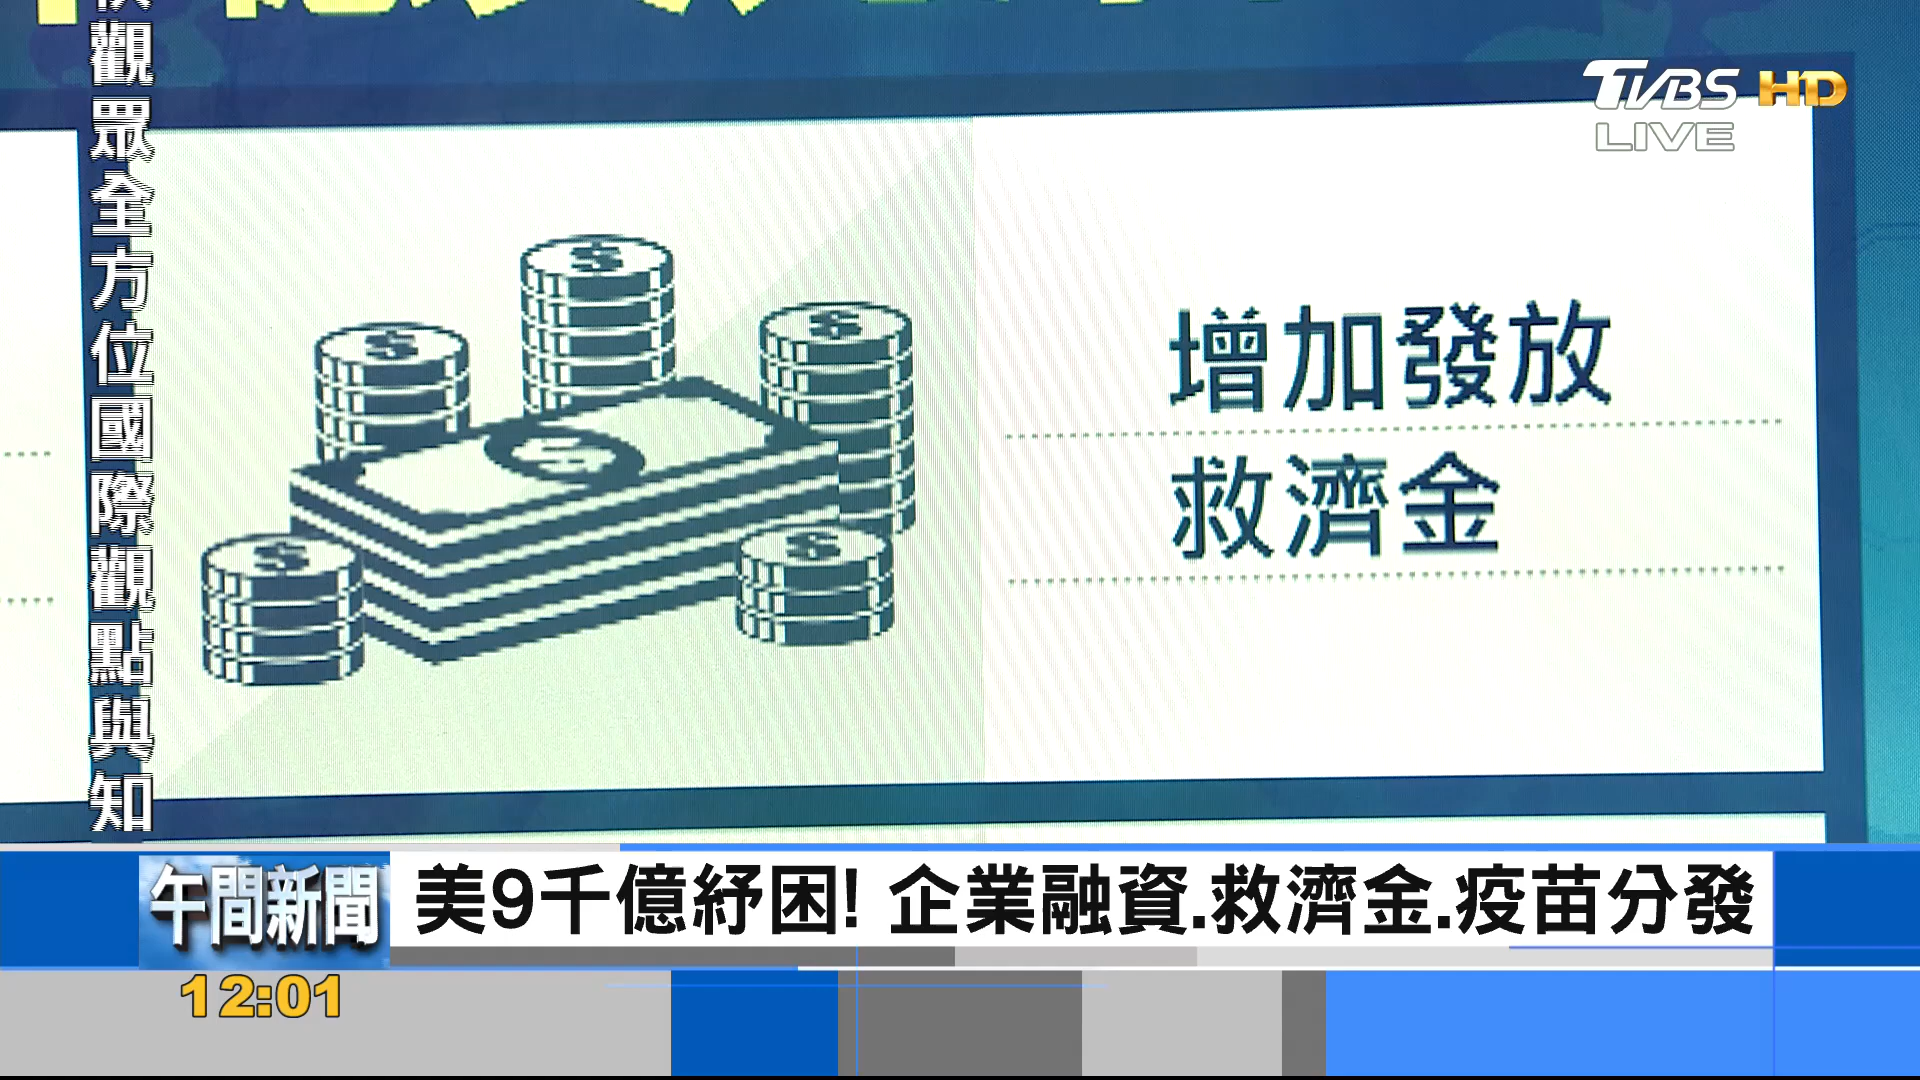 TVBS HD
LIVE
觀眾全方位國際觀點與知
增加發放
救濟金
午間新聞
美9千億紓困! 企業融資.救濟金.疫苗分發
12:01